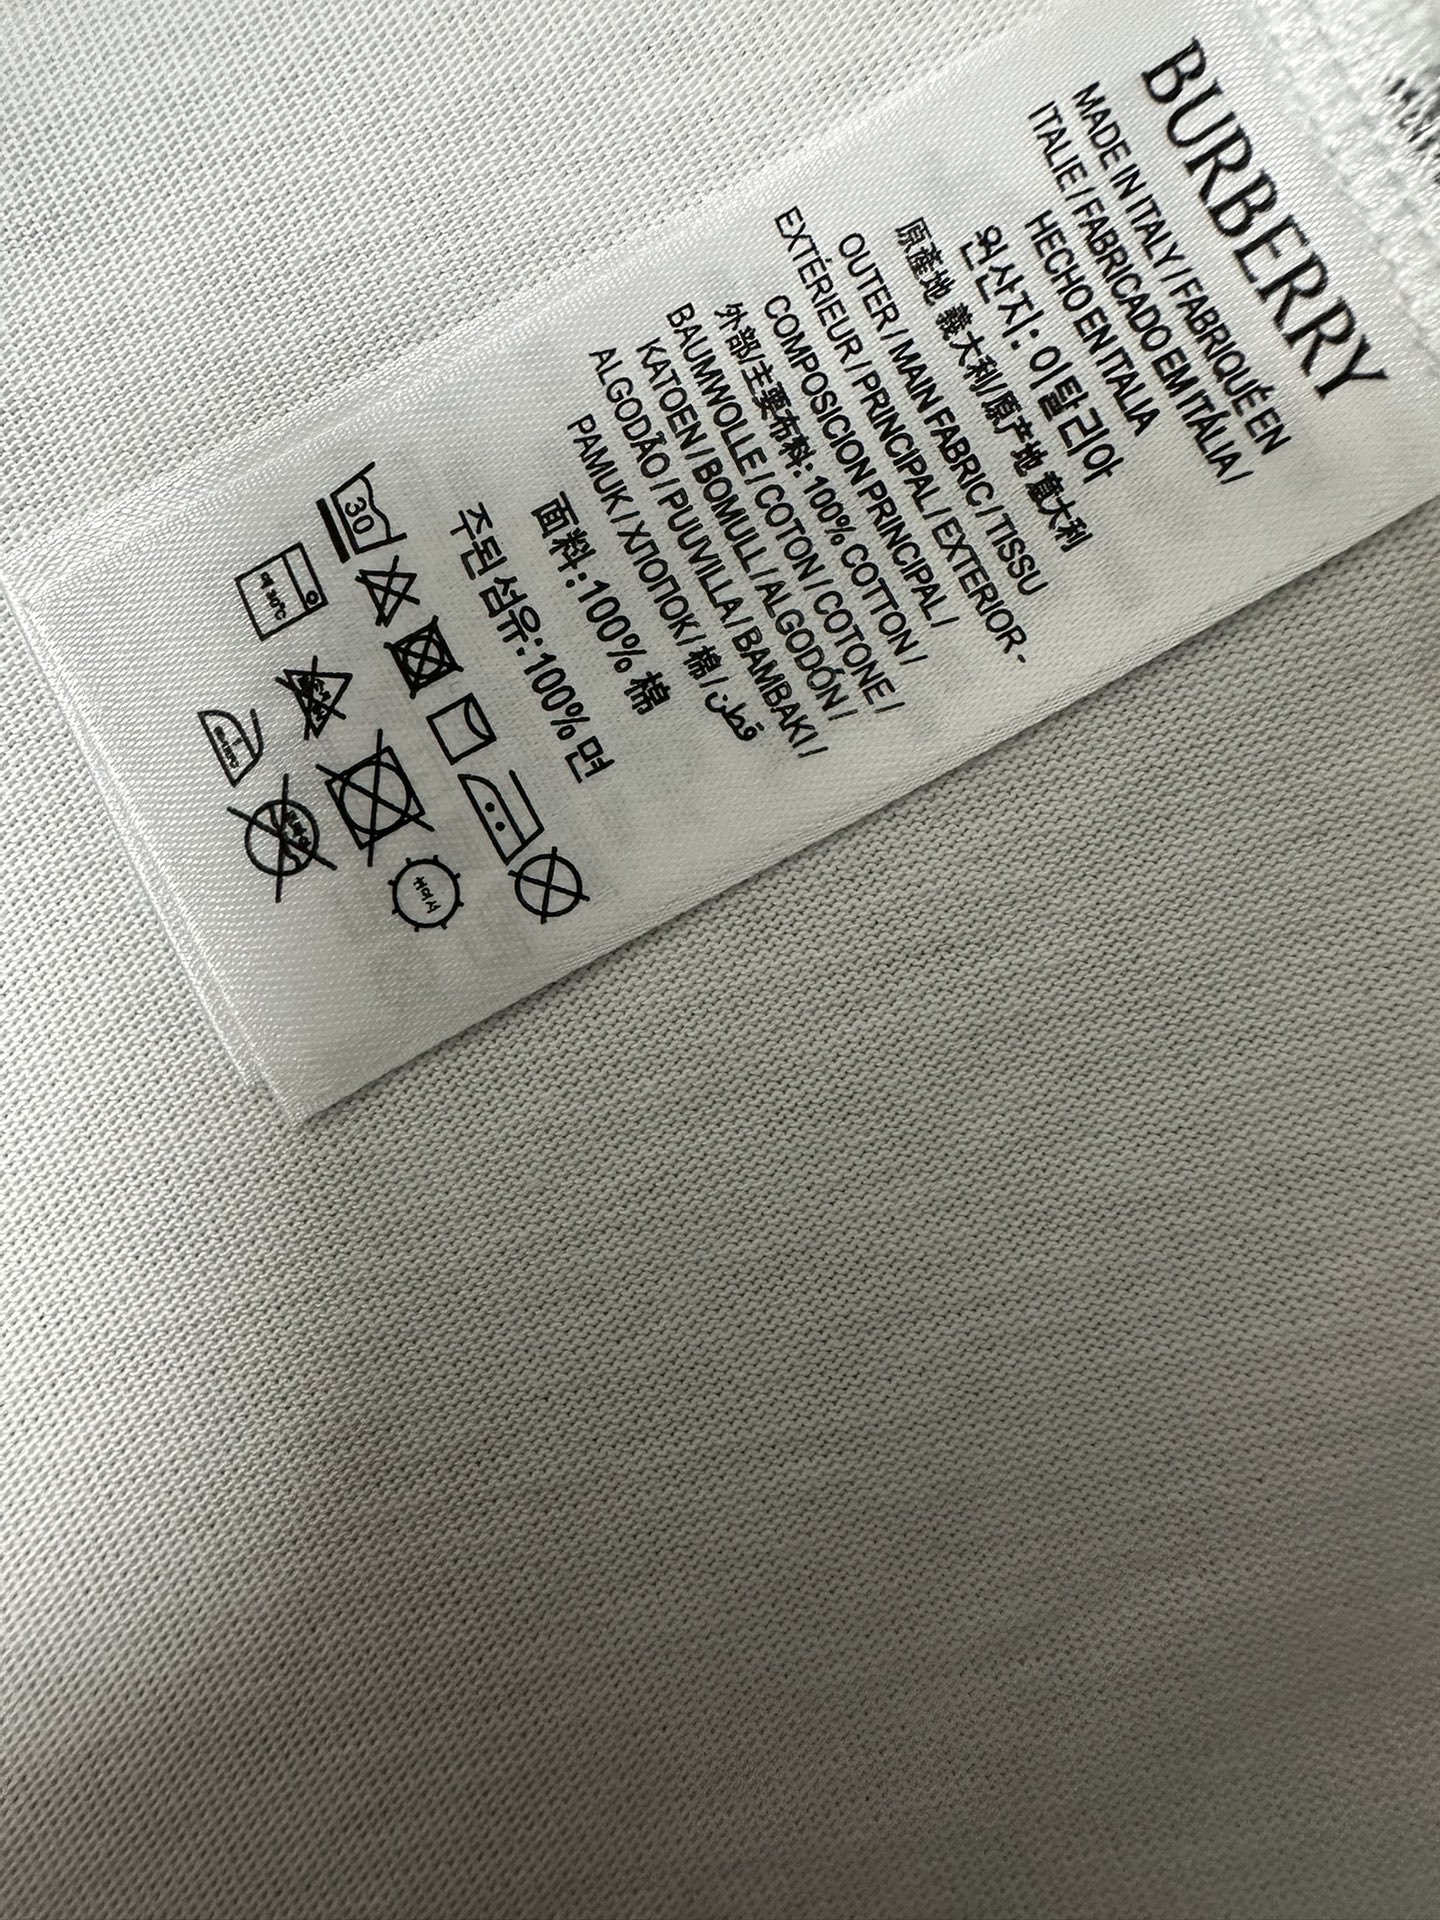 BURBERRY
MADE IN ITALY / FABRIQUÉ EN
ITALIE / FABRICADO EM ITÁLIA /
HECHO EN ITALIA
원산지: 이탈리아
原產地 義大利/原产地 意大利
OUTER / MAIN FABRIC / TISSU
EXTÉRIEUR / PRINCIPAL / EXTERIOR -
COMPOSICION PRINCIPAL /
外部/主要布料: 100% COTTON /
BAUMWOLLE / COTON / COTONE /
KATOEN / BOMULL / ALGODÓN /
ALGODÃO / PUUVILLA / BAMBAKI /
PAMUK / ХПОПОК / 棉 / قطن
面料:100% 棉
주된 섬유:100% 면
30